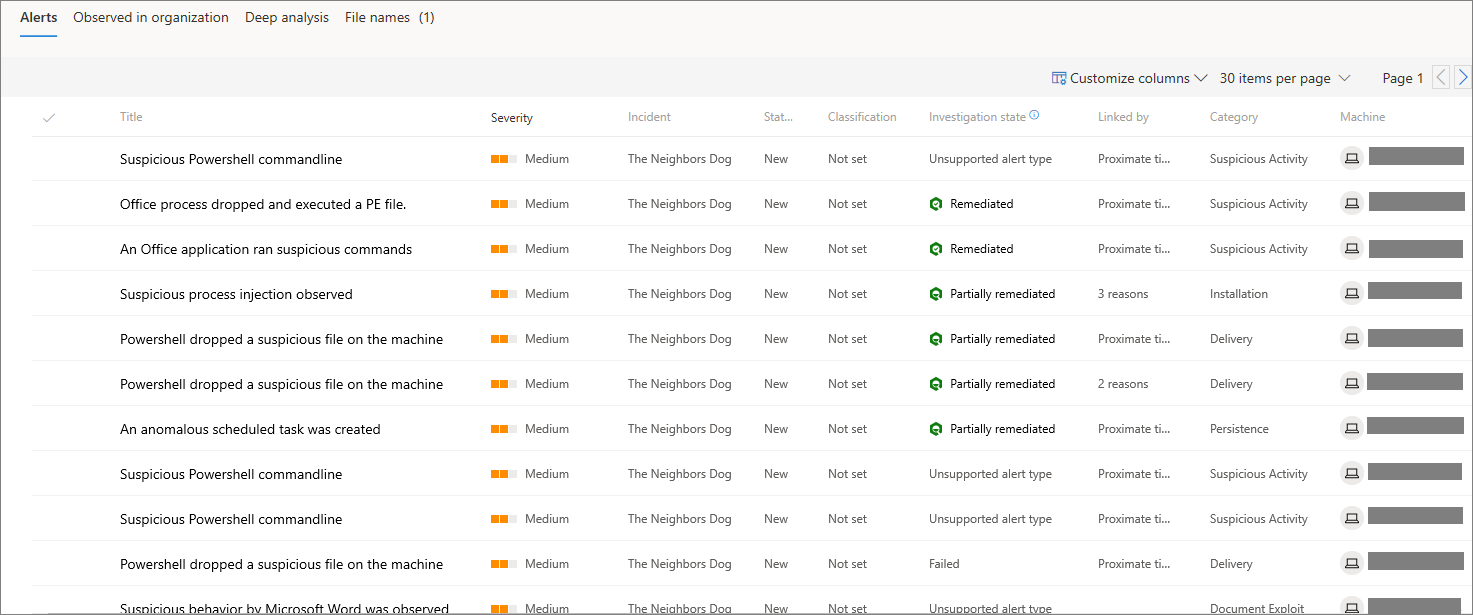 Alerts Observed in organization Deep analysis File names (1)
Customize columns 30 items per page Page 1
Title Severity Incident Stat... Classification Investigation state Linked by Category Machine
Suspicious Powershell commandline Medium The Neighbors Dog New Not set Unsupported alert type Proximate ti... Suspicious Activity
Office process dropped and executed a PE file. Medium The Neighbors Dog New Not set Remediated Proximate ti... Suspicious Activity
An Office application ran suspicious commands Medium The Neighbors Dog New Not set Remediated Proximate ti... Suspicious Activity
Suspicious process injection observed Medium The Neighbors Dog New Not set Partially remediated 3 reasons Installation
Powershell dropped a suspicious file on the machine Medium The Neighbors Dog New Not set Partially remediated Proximate ti... Delivery
Powershell dropped a suspicious file on the machine Medium The Neighbors Dog New Not set Partially remediated 2 reasons Delivery
An anomalous scheduled task was created Medium The Neighbors Dog New Not set Partially remediated Proximate ti... Persistence
Suspicious Powershell commandline Medium The Neighbors Dog New Not set Unsupported alert type Proximate ti... Suspicious Activity
Suspicious Powershell commandline Medium The Neighbors Dog New Not set Unsupported alert type Proximate ti... Suspicious Activity
Powershell dropped a suspicious file on the machine Medium The Neighbors Dog New Not set Failed Proximate ti... Delivery
Suspicious behavior by Microsoft Word was observed Medium The Neighbors Dog New Not set Unsupported alert type Document Exploit